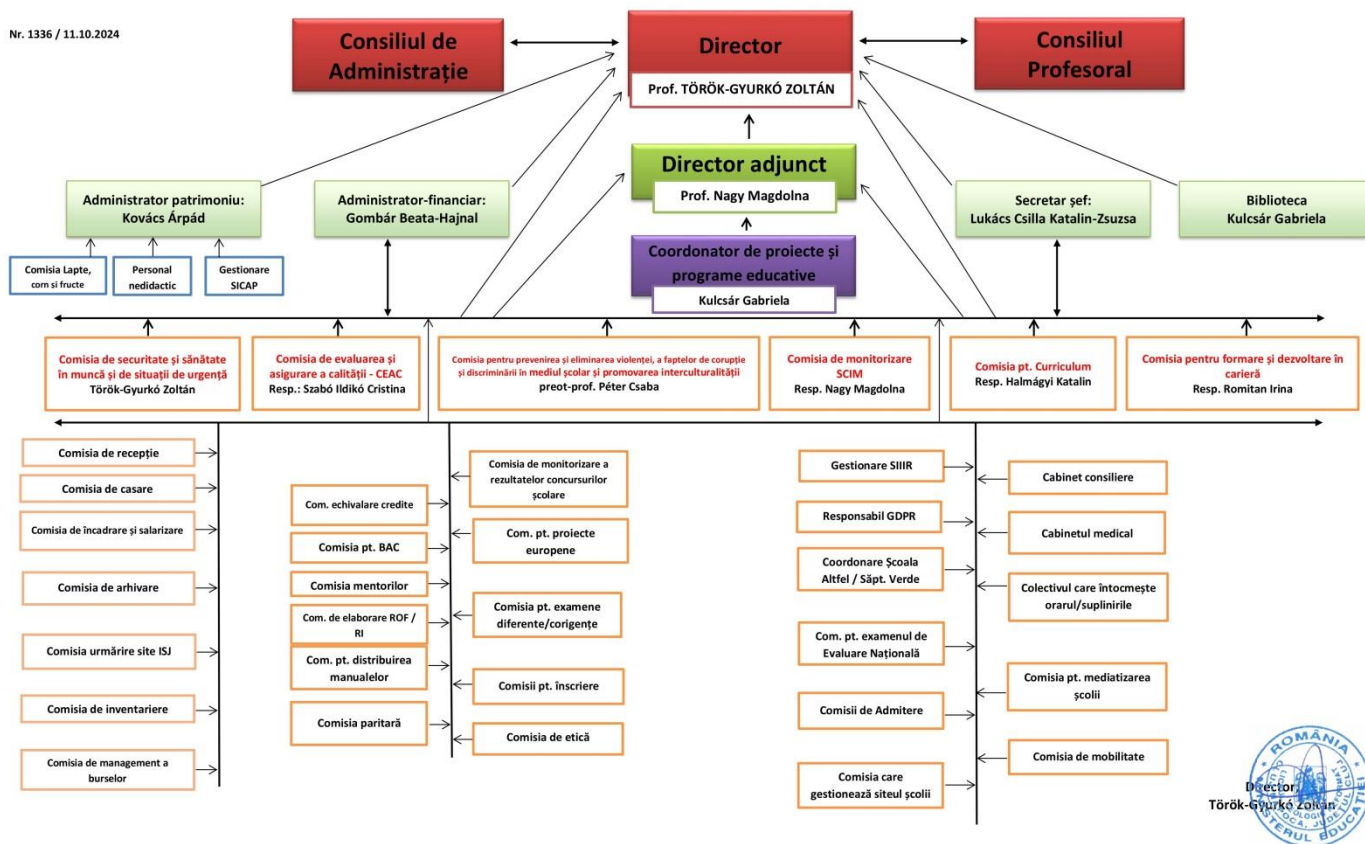 Nr. 1336 / 11.10.2024
Consiliul de
Administrație
Director
Prof. TÖRÖK-GYURKÓ ZOLTÁN
Consiliul
Profesoral
Director adjunct
Prof. Nagy Magdolna
Administrator patrimoniu:
Kovács Árpád
Administrator-financiar:
Gombár Beata-Hajnal
Secretar șef:
Lukács Csilla Katalin-Zsuzsa
Biblioteca
Kulcsár Gabriela
Comisia Lapte,
corn și fructe
Personal
nedidactic
Gestionare
SICAP
Coordonator de proiecte și
programe educative
Kulcsár Gabriela
Comisia de securitate și sănătate
în muncă și de situații de urgență
Török-Gyurkó Zoltán
Comisia de evaluarea și
asigurare a calității - CEAC
Resp.: Szabó Ildikó Cristina
Comisia pentru prevenirea și eliminarea violenței, a faptelor de corupție
și discriminării în mediul școlar și promovarea interculturalității
preot-prof. Péter Csaba
Comisia de monitorizare
SCIM
Resp. Nagy Magdolna
Comisia pt. Curriculum
Resp. Halmágyi Katalin
Comisia pentru formare și dezvoltare în
carieră
Resp. Romitan Irina
Comisia de recepție
Comisia de casare
Comisia de încadrare și salarizare
Comisia de arhivare
Comisia urmărire site ISJ
Comisia de inventariere
Comisia de management a
burselor
Com. echivalare credite
Comisia pt. BAC
Comisia mentorilor
Com. de elaborare ROF /
RI
Com. pt. distribuirea
manualelor
Comisia paritară
Comisia de monitorizare a
rezultatelor concursurilor
școlare
Com. pt. proiecte
europene
Comisia pt. examene
diferente/corigențe
Comisii pt. înscriere
Comisia de etică
Gestionare SIIIR
Responsabil GDPR
Coordonare Școala
Altfel / Săpt. Verde
Com. pt. examenul de
Evaluare Națională
Comisii de Admitere
Comisia care
gestionează siteul școlii
Cabinet consiliere
Cabinetul medical
Colectivul care întocmește
orarul/suplinirile
Comisia pt. mediatizarea
școlii
Comisia de mobilitate
Director,
Török-Gyurkó Zoltán
ROMÂNIA
MINISTERUL EDUCAȚIEI